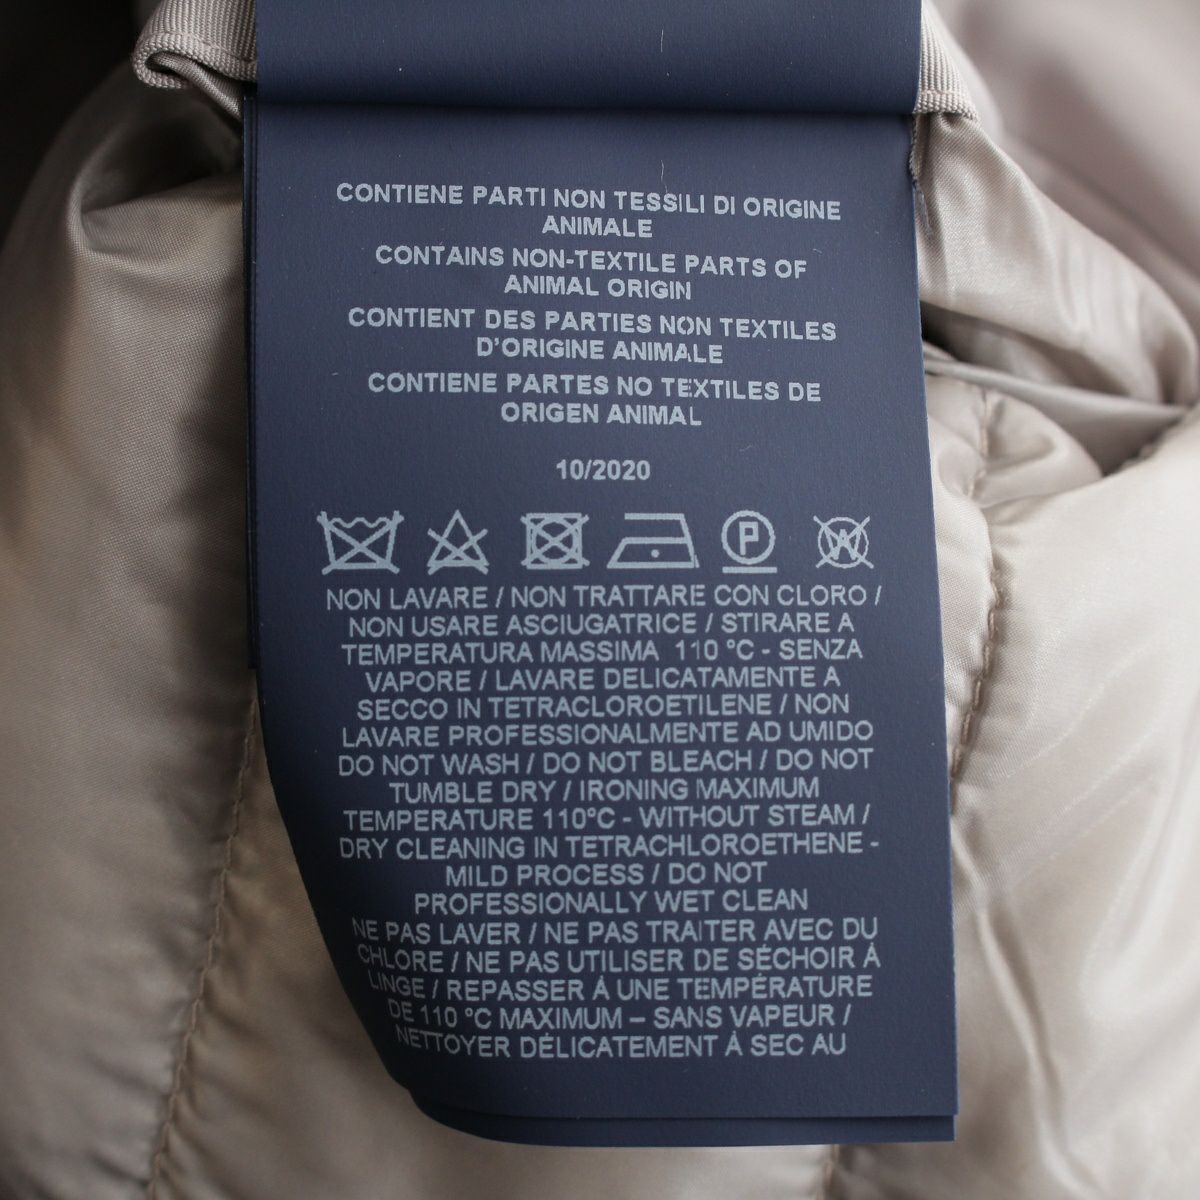 CONTIENE PARTI NON TESSILI DI ORIGINE
ANIMALE
CONTAINS NON-TEXTILE PARTS OF
ANIMAL ORIGIN
CONTIENT DES PARTIES NON TEXTILES
D'ORIGINE ANIMALE
CONTIENE PARTES NO TEXTILES DE
ORIGEN ANIMAL
10/2020
P W
NON LAVARE / NON TRATTARE CON CLORO /
NON USARE ASCIUGATRICE / STIRARE A
TEMPERATURA MASSIMA 110 °C - SENZA
VAPORE / LAVARE DELICATAMENTE A
SECCO IN TETRACLOROETILENE / NON
LAVARE PROFESSIONALMENTE AD UMIDO
DO NOT WASH / DO NOT BLEACH / DO NOT
TUMBLE DRY / IRONING MAXIMUM
TEMPERATURE 110°C - WITHOUT STEAM /
DRY CLEANING IN TETRACHLOROETHENE -
MILD PROCESS / DO NOT
PROFESSIONALLY WET CLEAN
NE PAS LAVER / NE PAS TRAITER AVEC DU
CHLORE / NE PAS UTILISER DE SÉCHOIR À
LINGE / REPASSER À UNE TEMPÉRATURE
DE 110 °C MAXIMUM – SANS VAPEUR /
NETTOYER DÉLICATEMENT À SEC AU